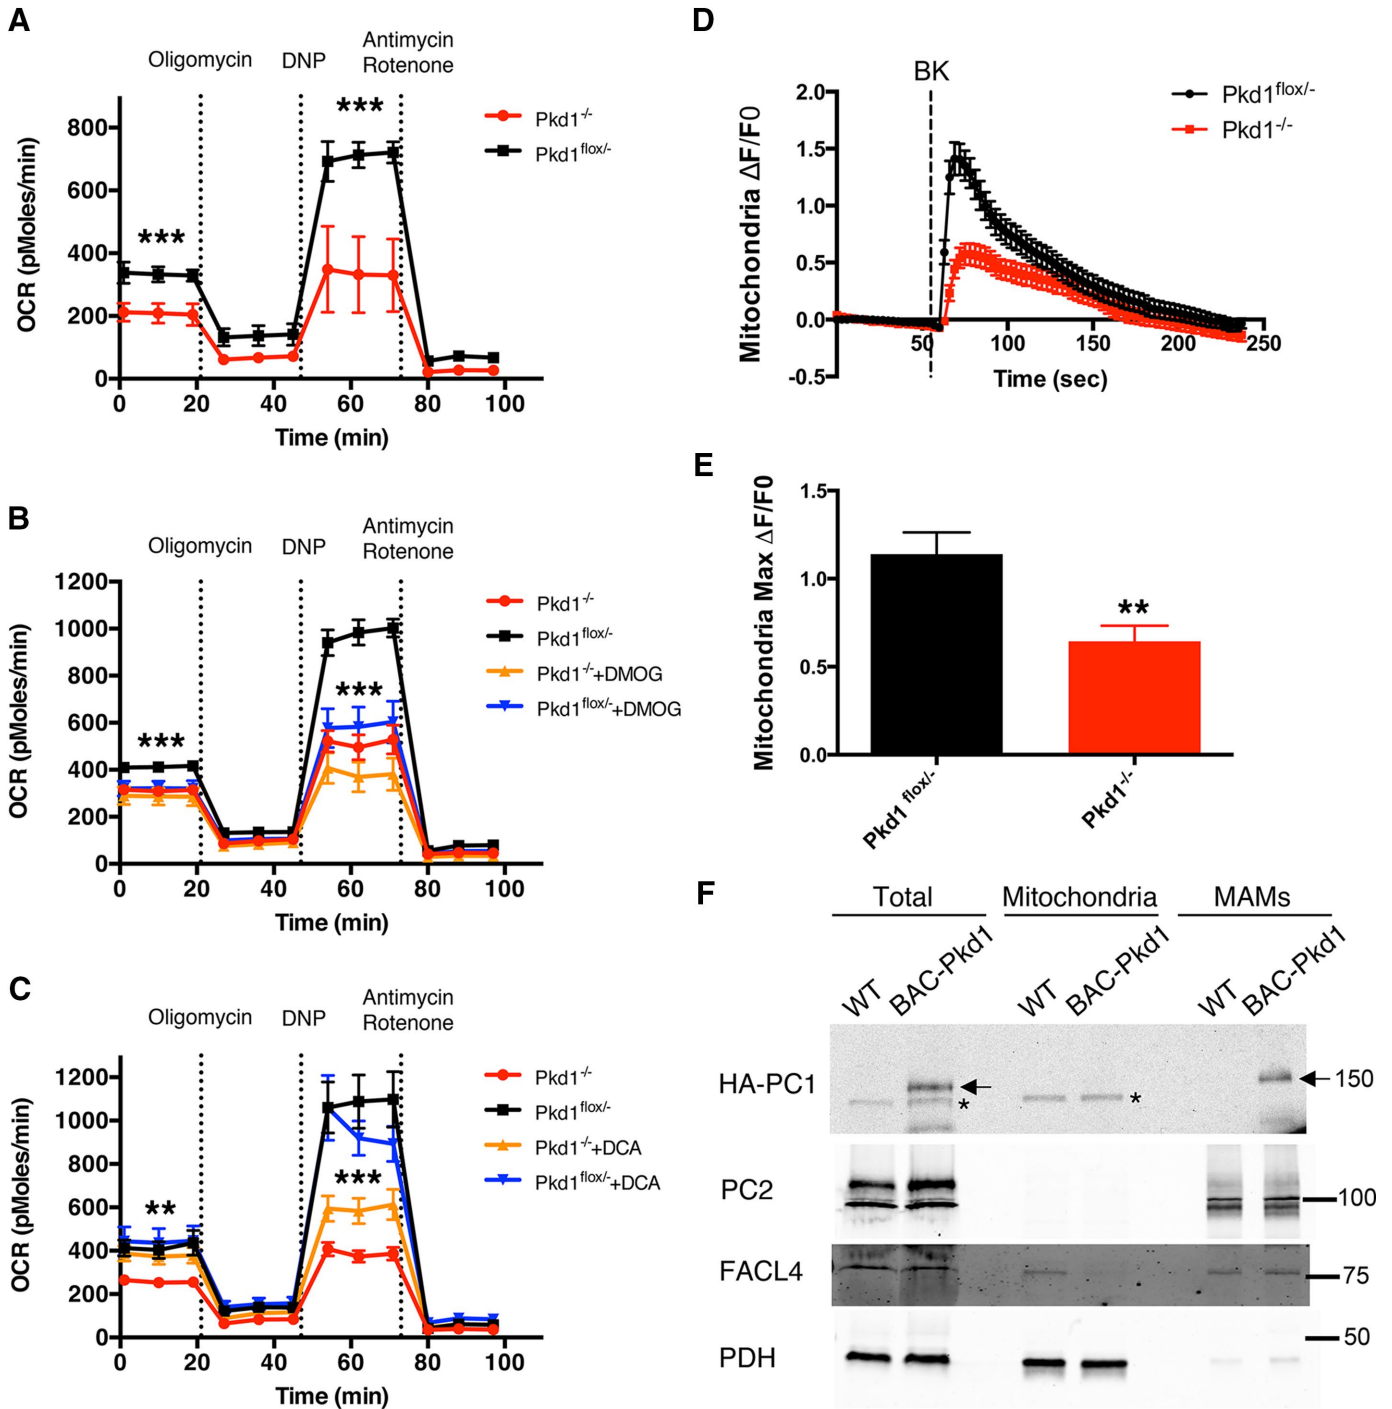 A
Oligomycin
DNP
Antimycin
Rotenone
OCR (pMoles/min)
800
600
400
200
0
***
***
Pkd1-/-
Pkd1flox/-
0 20 40 60 80 100
Time (min)
B
Oligomycin
DNP
Antimycin
Rotenone
OCR (pMoles/min)
1200
1000
800
600
400
200
0
***
***
Pkd1-/-
Pkd1flox/-
Pkd1-/-+DMOG
Pkd1flox/-+DMOG
0 20 40 60 80 100
Time (min)
C
Oligomycin
DNP
Antimycin
Rotenone
OCR (pMoles/min)
1200
1000
800
600
400
200
0
**
***
Pkd1-/-
Pkd1flox/-
Pkd1-/-+DCA
Pkd1flox/-+DCA
0 20 40 60 80 100
Time (min)
D
BK
Mitochondria ΔF/F0
2.0
1.5
1.0
0.5
0.0
-0.5
Pkd1flox/-
Pkd1-/-
50 100 150 200 250
Time (sec)
E
Mitochondria Max ΔF/F0
1.5
1.0
0.5
0.0
**
Pkd1 flox/-
Pkd1-/-
F
Total Mitochondria MAMs
WT BAC-Pkd1 WT BAC-Pkd1 WT BAC-Pkd1
HA-PC1 * * 150
PC2 100
FACL4 75
50
PDH